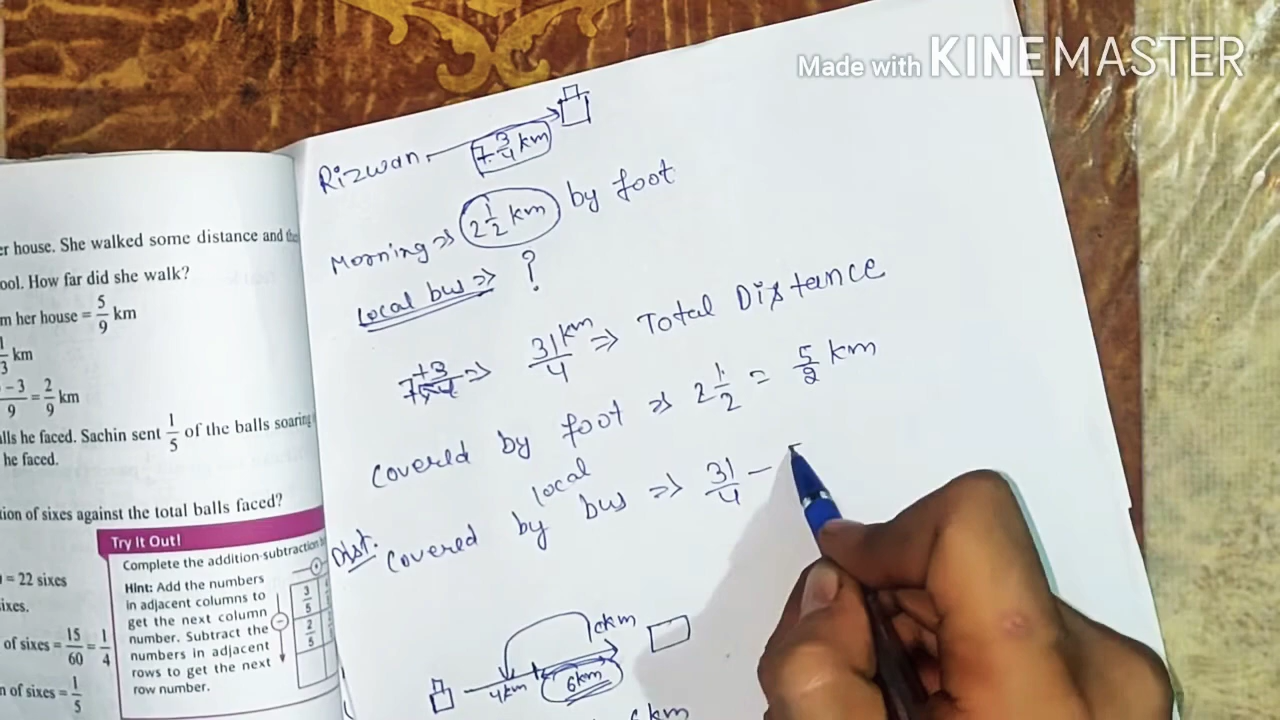 Made with KINEMASTER
er house. She walked some distance and
ool. How far did she walk?
m her house = 5/9 km
1/3 km
-3/9 = 2/9 km
lls he faced. Sachin sent 1/5 of the balls soaring
he faced.
tion of sixes against the total balls faced?
= 22 sixes
ixes.
of sixes = 15/60 = 1/4
n of sixes = 1/5
Try It Out!
Complete the addition-subtraction
Hint: Add the numbers
in adjacent columns to
get the next column
number. Subtract the
numbers in adjacent
rows to get the next
row number.
3/5
2/5
Rizwan 7 3/4 km
Morning ⇒ 2 1/2 km by foot
Local bus ⇒ ?
⇒ 31/4 km ⇒ Total Distance
Covered by foot ⇒ 2 1/2 = 5/2 km
local
Dist. Covered by bus ⇒ 31/4 - 5
km
4km 6km
6km